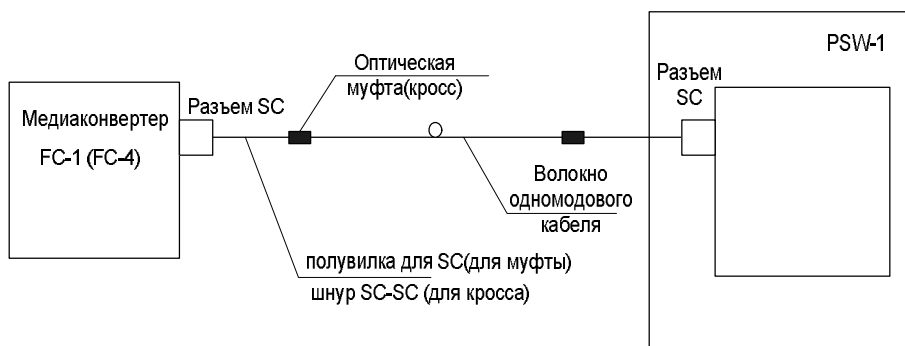 PSW-1
Оптическая
муфта(кросс)
Разъем
SC
Разъем SC
Медиаконвертер
FC-1 (FC-4)
Волокно
одномодового
кабеля
полувилка для SC(для муфты)
шнур SC-SC (для кросса)